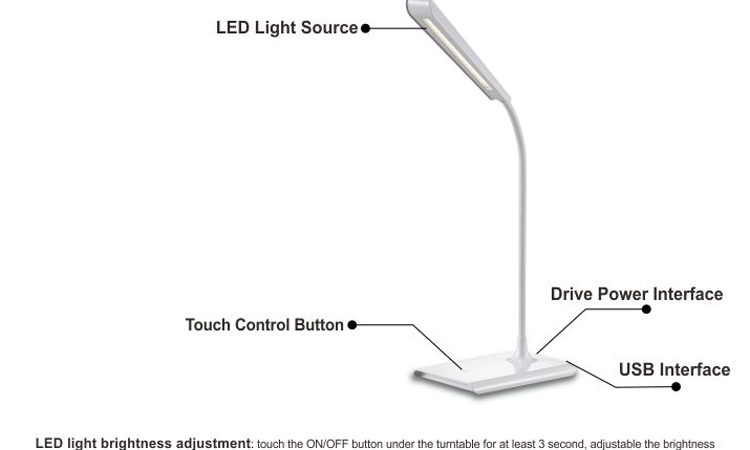 LED Light Source
Drive Power Interface
Touch Control Button
USB Interface
LED light brightness adjustment: touch the ON/OFF button under the turntable for at least 3 second, adjustable the brightness